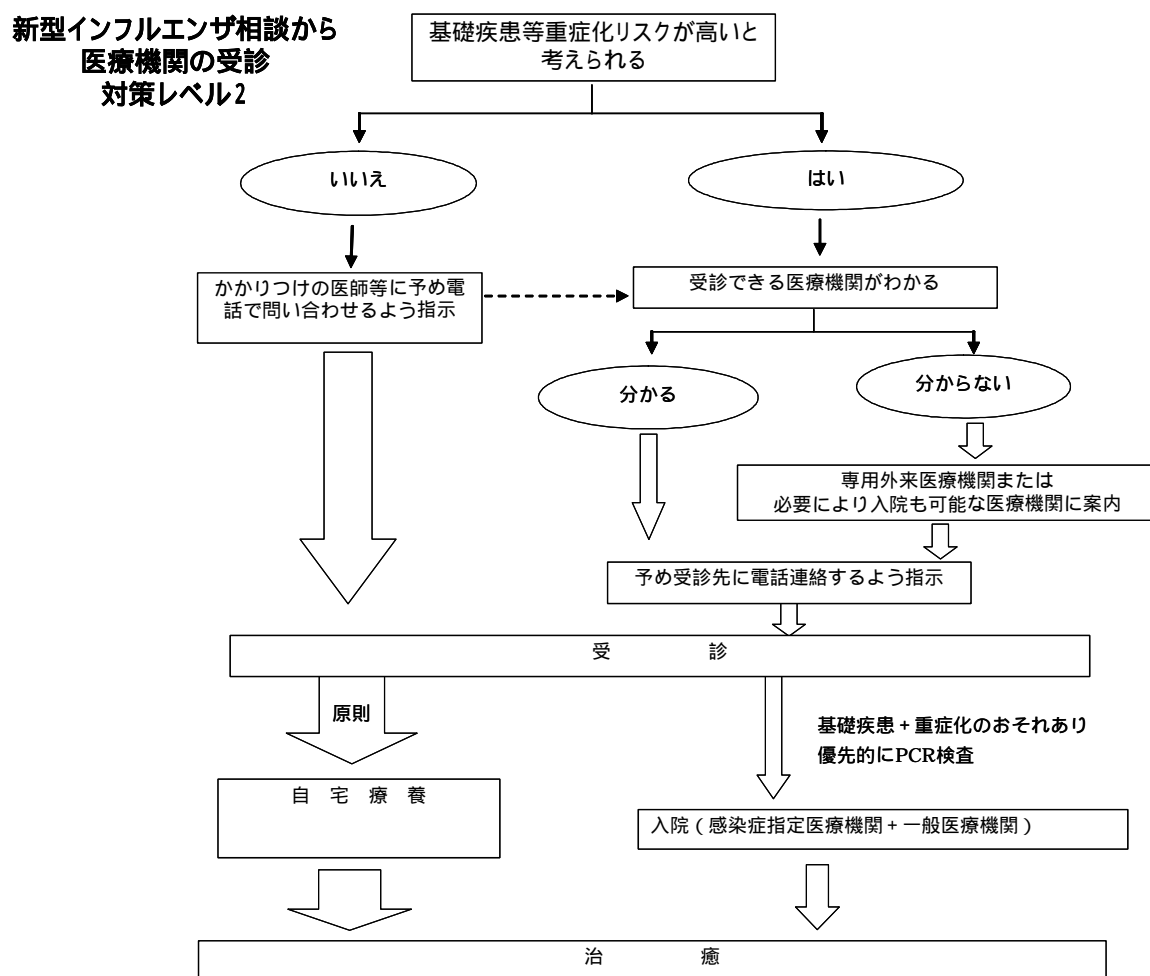 新型インフルエンザ相談から
医療機関の受診
対策レベル2
基礎疾患等重症化リスクが高いと
考えられる
いいえ
はい
かかりつけの医師等に予め電
話で問い合わせるよう指示
受診できる医療機関がわかる
分かる
分からない
専用外来医療機関または
必要により入院も可能な医療機関に案内
予め受診先に電話連絡するよう指示
受 診
原則
基礎疾患+重症化のおそれあり
優先的にPCR検査
自 宅 療 養
入院(感染症指定医療機関+一般医療機関)
治 癒